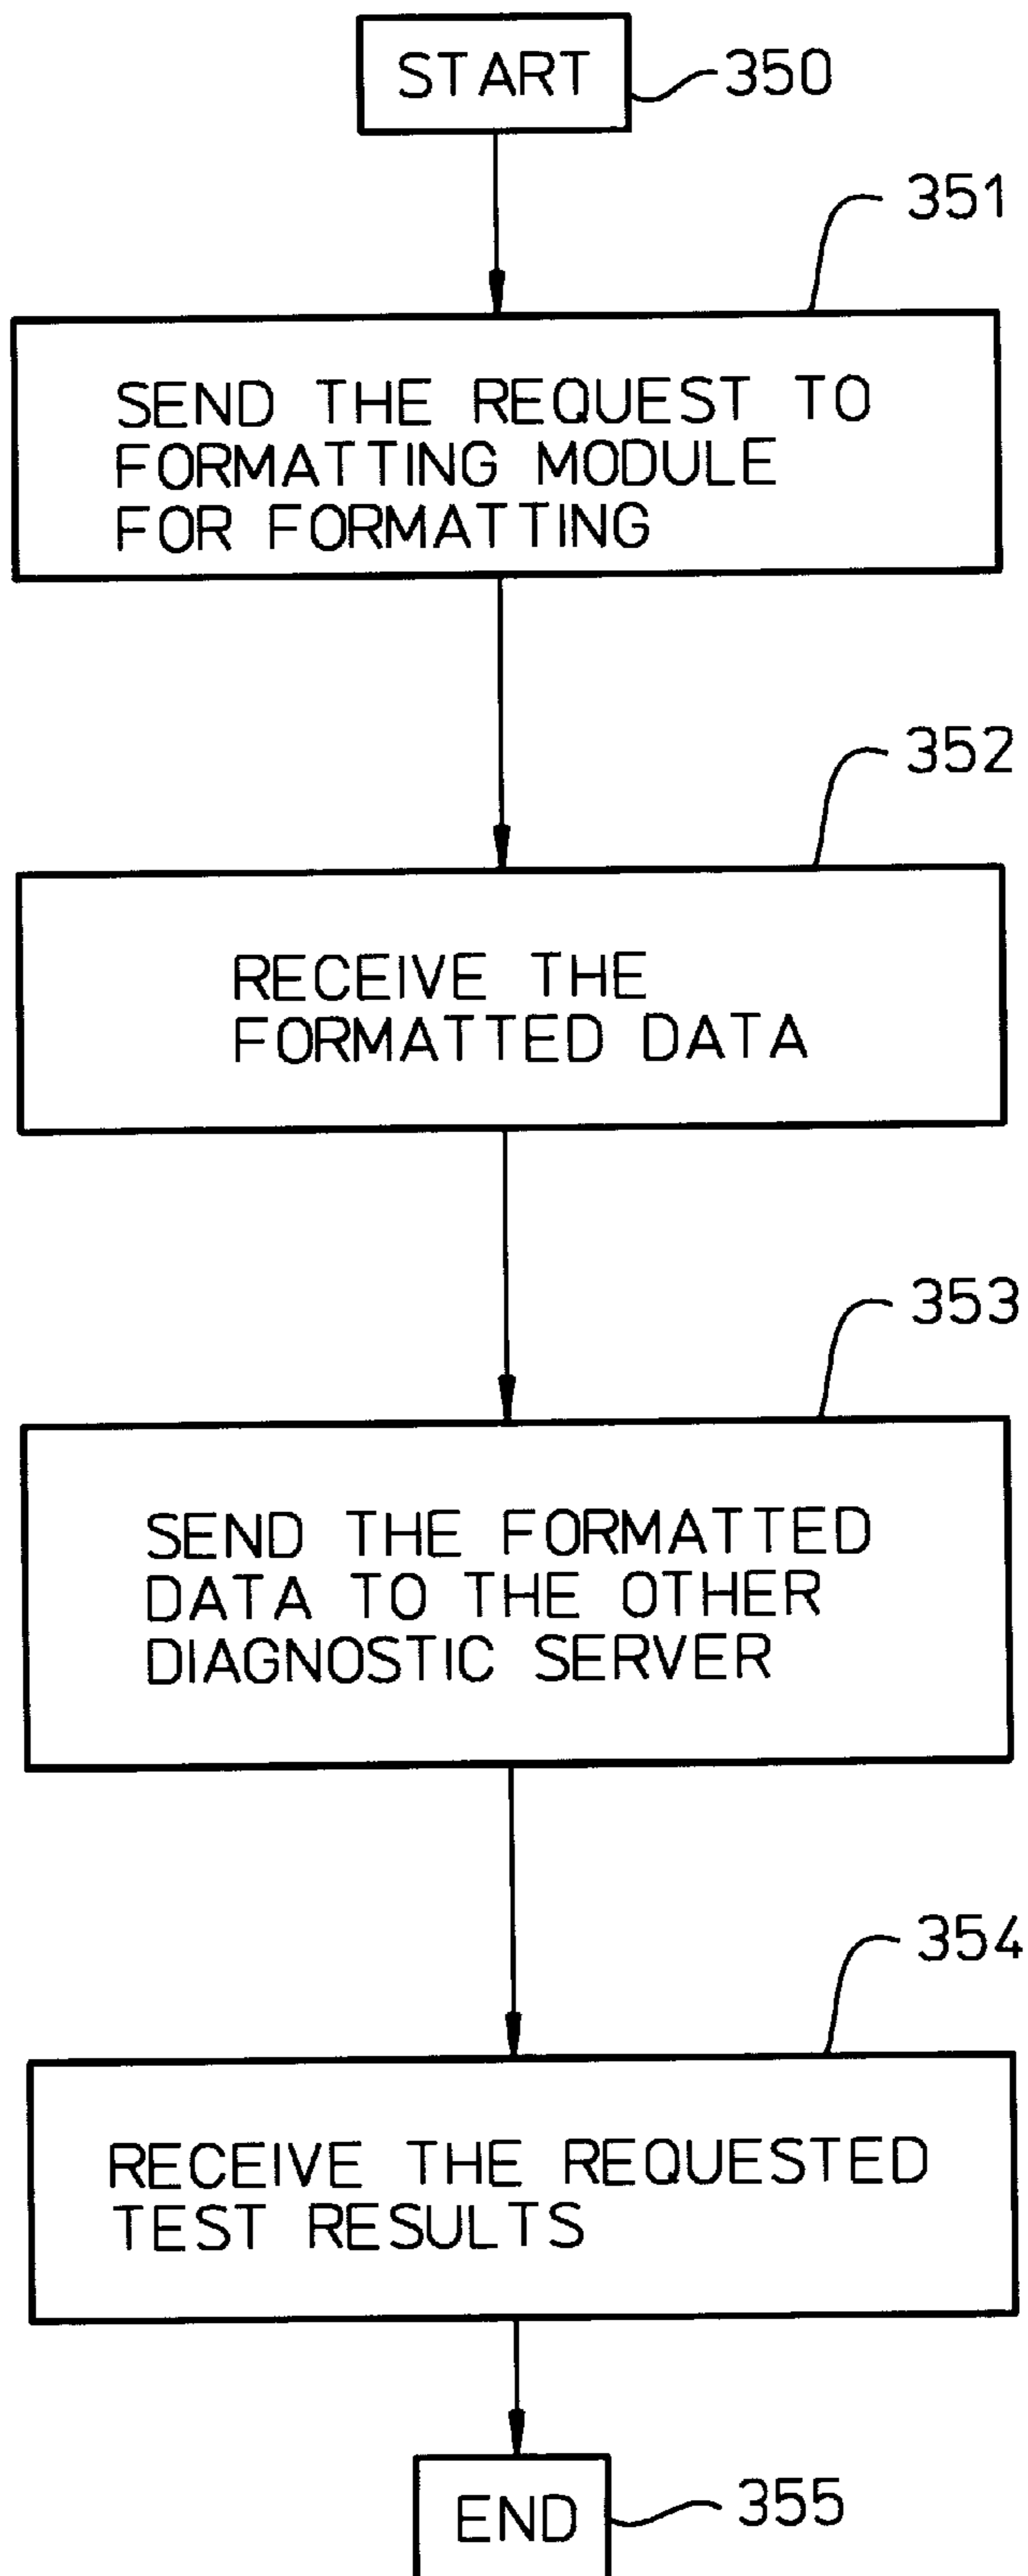 START
350
351
SEND THE REQUEST TO
FORMATTING MODULE
FOR FORMATTING
352
RECEIVE THE
FORMATTED DATA
353
SEND THE FORMATTED
DATA TO THE OTHER
DIAGNOSTIC SERVER
354
RECEIVE THE REQUESTED
TEST RESULTS
END
355